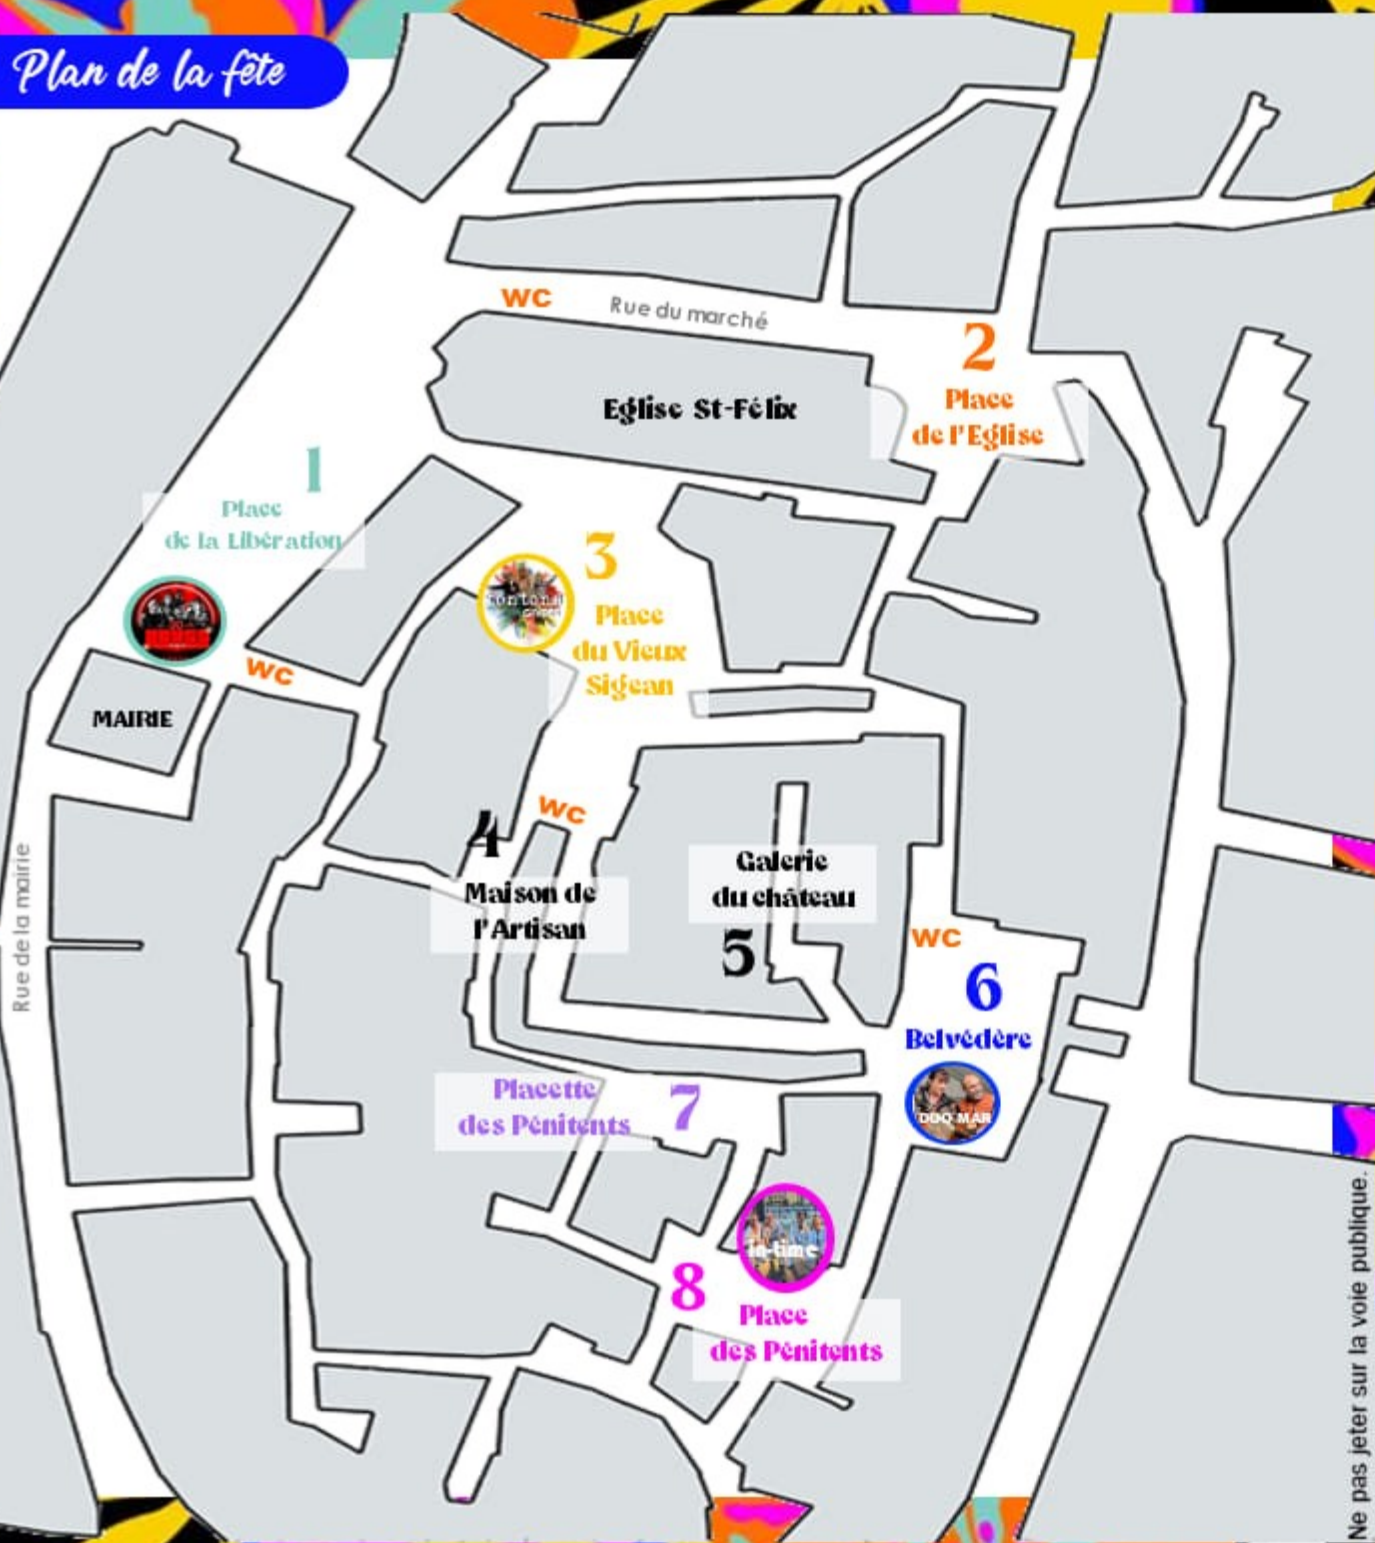 Plan de la fête
WC
Rue du marché
2
Place
de l'Eglise
Eglise St-Félix
1
Place
de la Libération
3
Place
du Vieux
Sigean
WC
MAIRIE
WC
4
Maison de
l'Artisan
Galerie
du château
5
WC
6
Belvédère
DDO MAR
Rue de la mairie
Placette
des Pénitents
7
in-time
8
Place
des Pénitents
Ne pas jeter sur la voie publique.